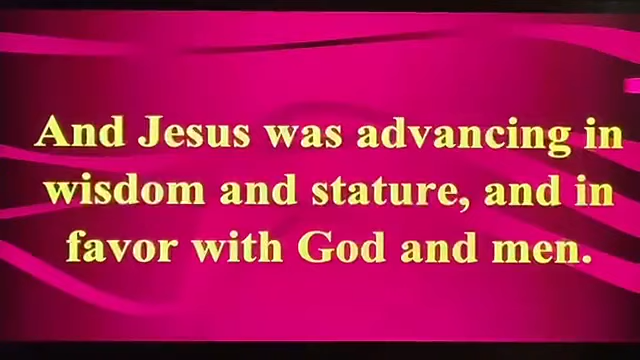 And Jesus was advancing in
wisdom and stature, and in
favor with God and men.